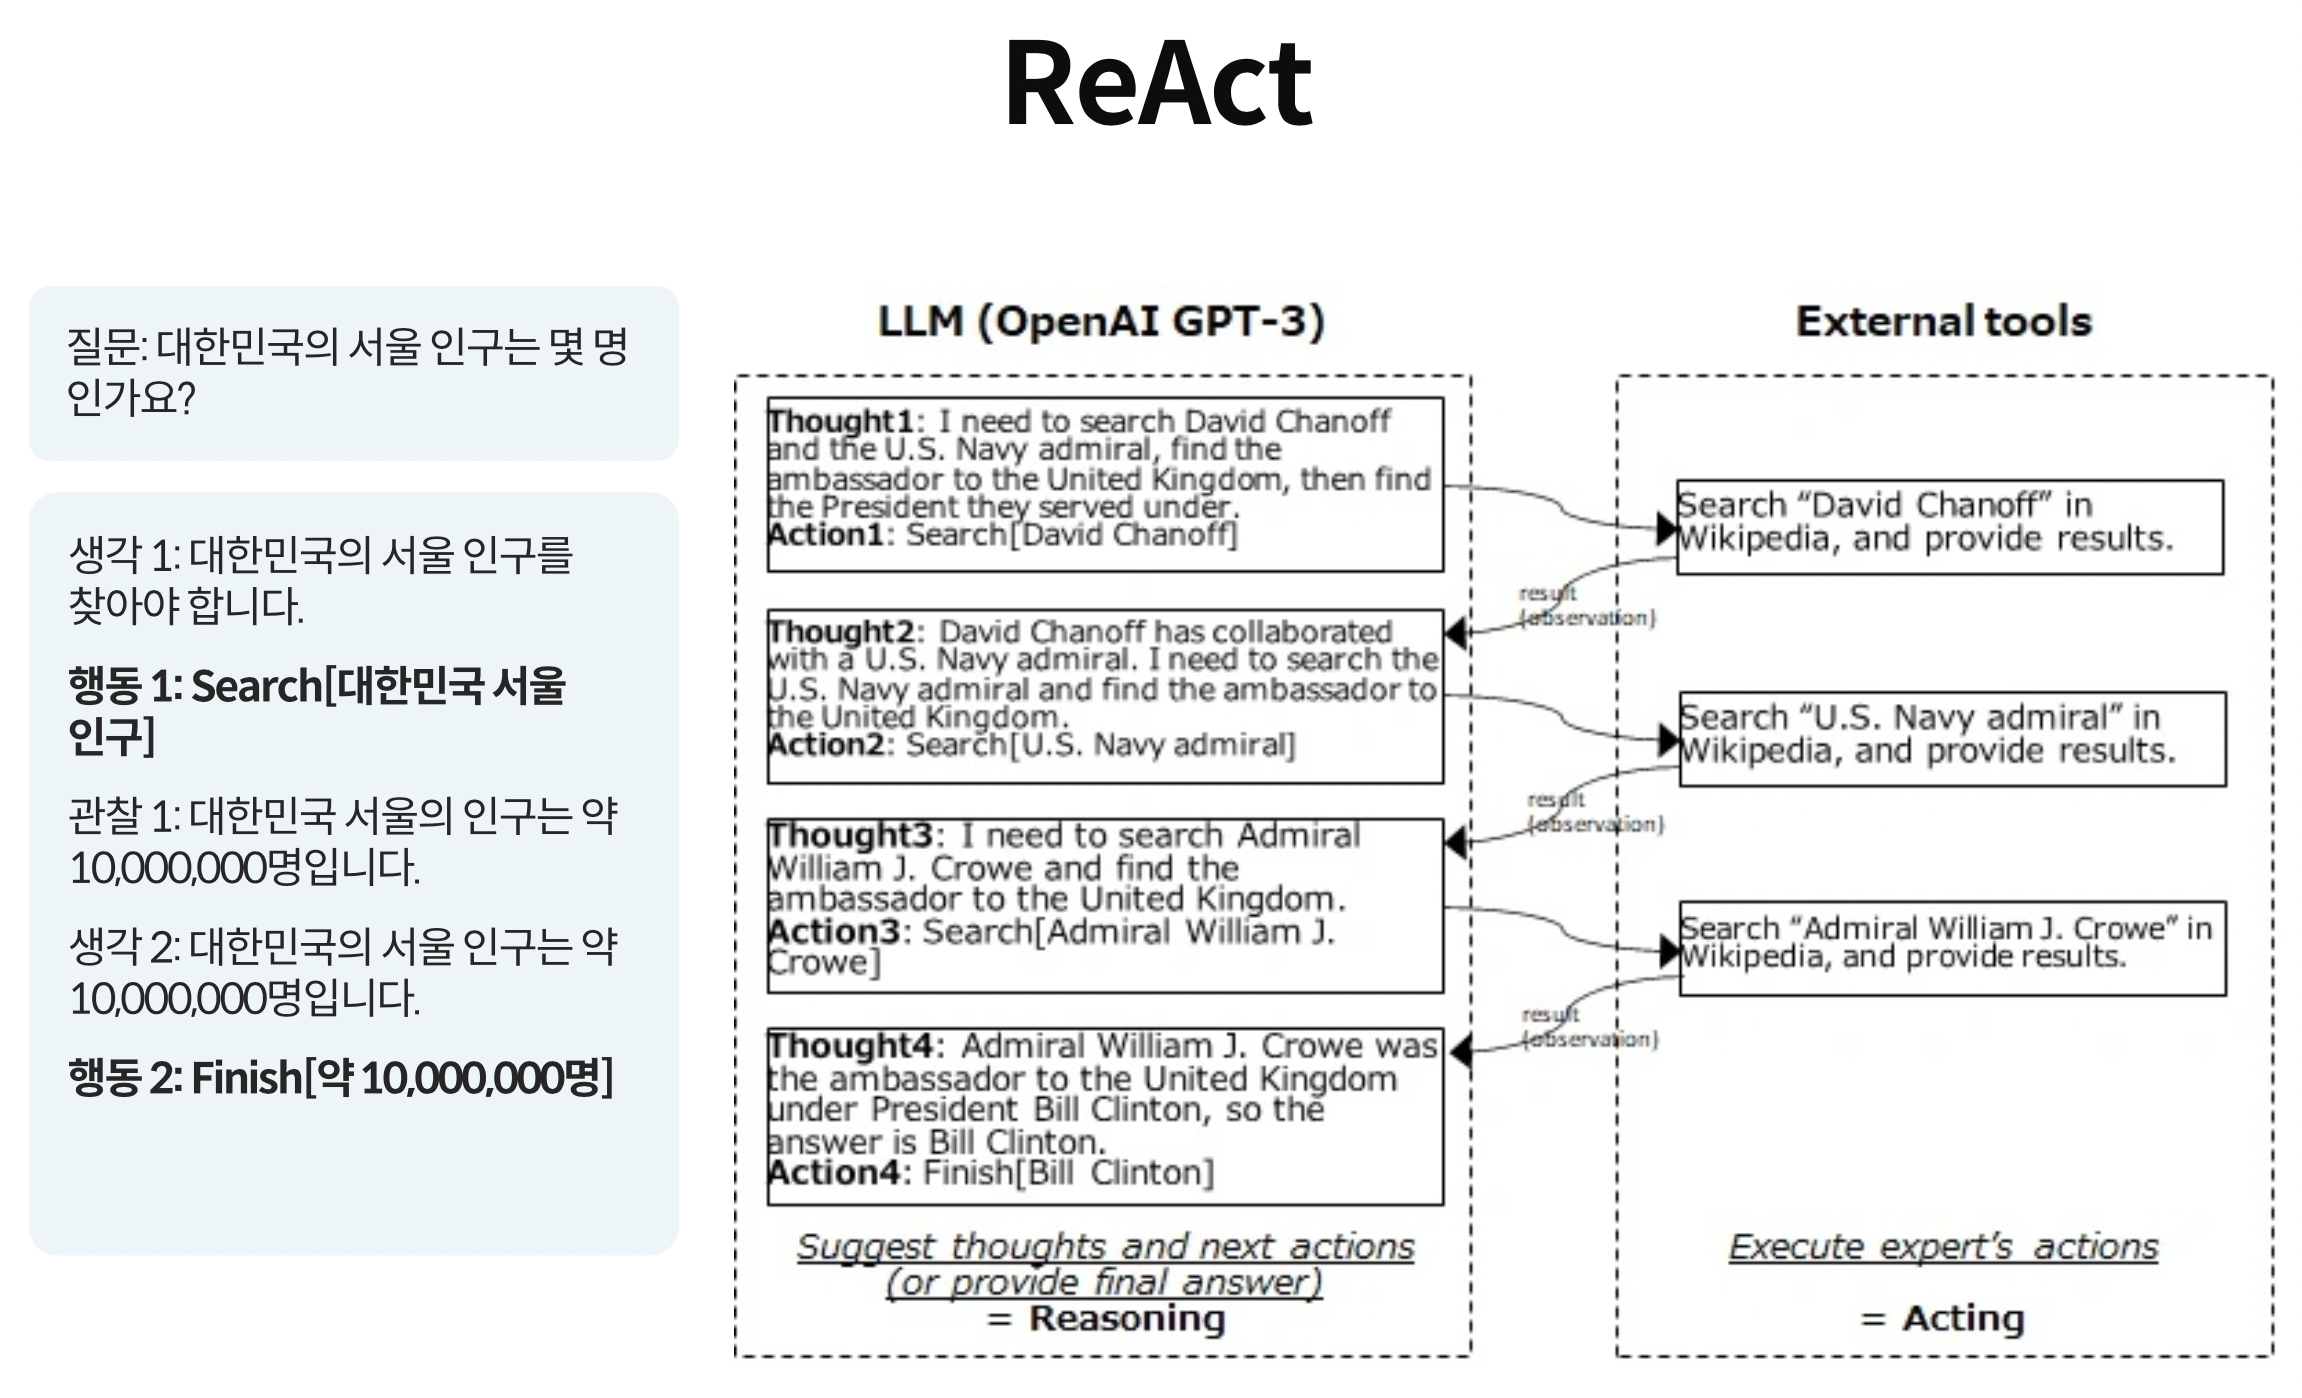 ReAct
질문: 대한민국의 서울 인구는 몇 명
인가요?
생각 1: 대한민국의 서울 인구를
찾아야 합니다.
행동 1: Search[대한민국 서울
인구]
관찰 1: 대한민국 서울의 인구는 약
10,000,000명입니다.
생각 2: 대한민국의 서울 인구는 약
10,000,000명입니다.
행동 2: Finish[약 10,000,000명]
LLM (OpenAI GPT-3)
Thought1: I need to search David Chanoff
and the U.S. Navy admiral, find the
ambassador to the United Kingdom, then find
the President they served under.
Action1: Search[David Chanoff]
Thought2: David Chanoff has collaborated
with a U.S. Navy admiral. I need to search the
U.S. Navy admiral and find the ambassador to
the United Kingdom.
Action2: Search[U.S. Navy admiral]
Thought3: I need to search Admiral
William J. Crowe and find the
ambassador to the United Kingdom.
Action3: Search[Admiral William J.
Crowe]
Thought4: Admiral William J. Crowe was
the ambassador to the United Kingdom
under President Bill Clinton, so the
answer is Bill Clinton.
Action4: Finish[Bill Clinton]
Suggest thoughts and next actions
(or provide final answer)
= Reasoning
result
(observation)
result
(observation)
result
(observation)
External tools
Search “David Chanoff” in
Wikipedia, and provide results.
Search “U.S. Navy admiral” in
Wikipedia, and provide results.
Search “Admiral William J. Crowe” in
Wikipedia, and provide results.
Execute expert’s actions
= Acting